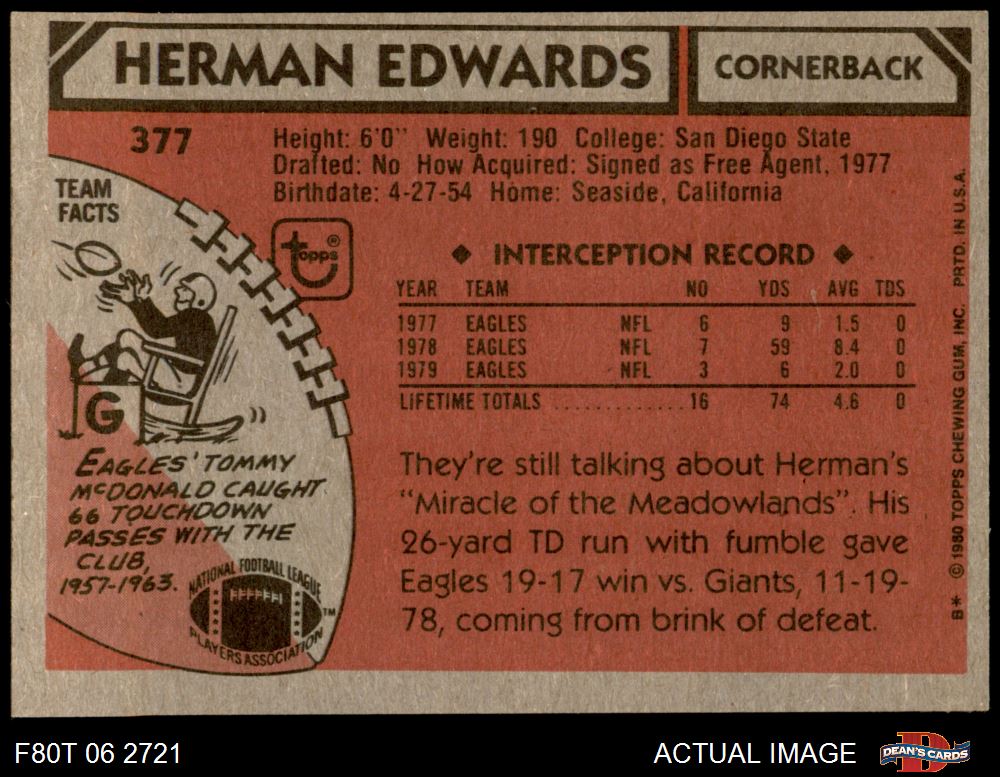 HERMAN EDWARDS CORNERBACK
377
Height: 6'0" Weight: 190 College: San Diego State
Drafted: No How Acquired: Signed as Free Agent, 1977
Birthdate: 4-27-54 Home: Seaside, California
TEAM
FACTS
topps®
◆ INTERCEPTION RECORD ◆
YEAR TEAM NO YDS AVG TDS
1977 EAGLES NFL 6 9 1.5 0
1978 EAGLES NFL 7 59 8.4 0
1979 EAGLES NFL 3 6 2.0 0
LIFETIME TOTALS .................... 16 74 4.6 0
G
EAGLES' TOMMY
McDONALD CAUGHT
66 TOUCHDOWN
PASSES WITH THE
CLUB,
1957-1963.
NATIONAL FOOTBALL LEAGUE
PLAYERS ASSOCIATION
™
They're still talking about Herman's
"Miracle of the Meadowlands". His
26-yard TD run with fumble gave
Eagles 19-17 win vs. Giants, 11-19-
78, coming from brink of defeat.
B* © 1980 TOPPS CHEWING GUM, INC. PRTD. IN U.S.A.
F80T 06 2721
ACTUAL IMAGE
DEAN'S CARDS